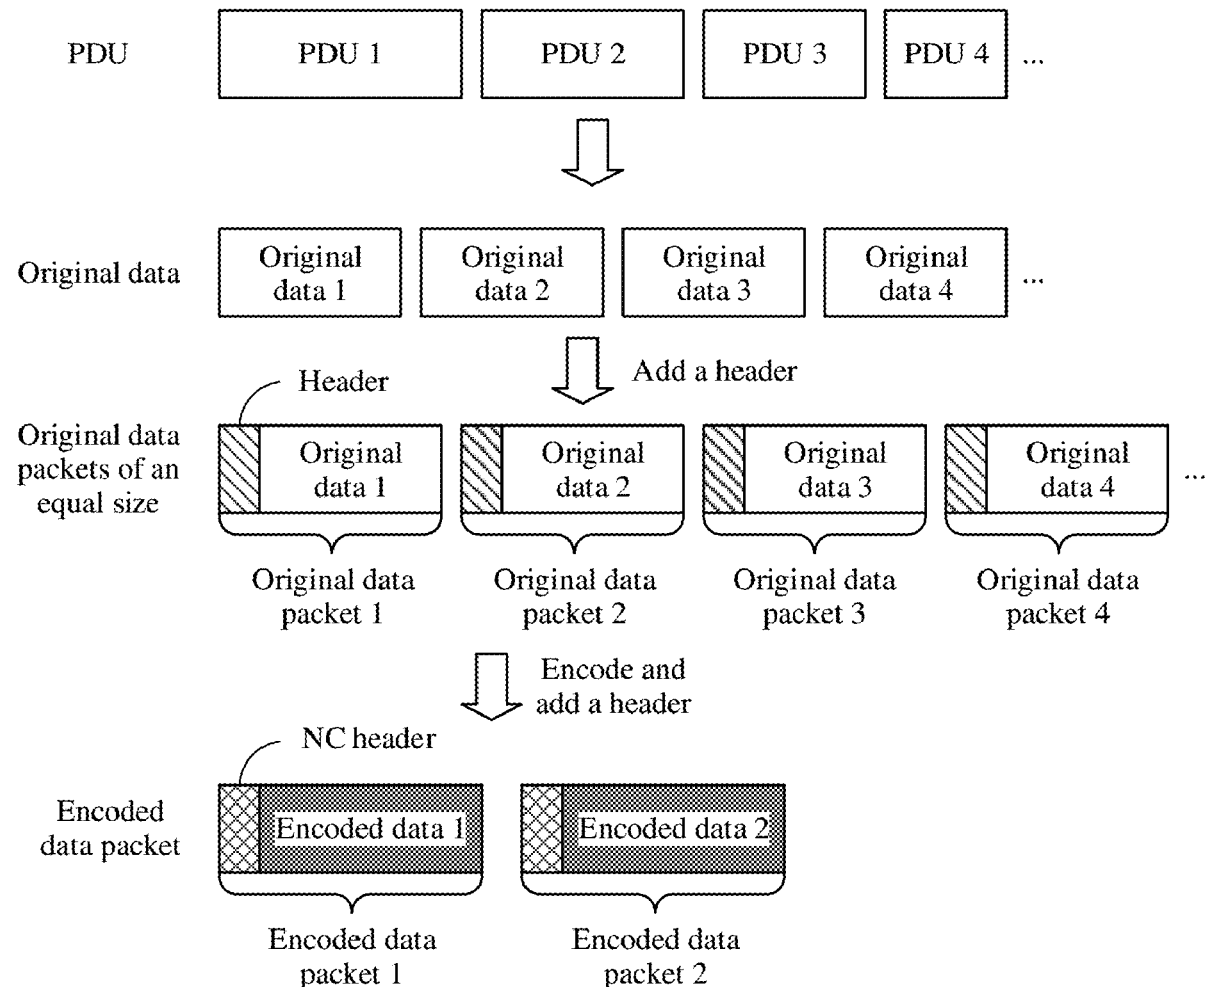 PDU
PDU 1
PDU 2
PDU 3
PDU 4
...
Original data
Original
data 1
Original
data 2
Original
data 3
Original
data 4
...
Add a header
Header
Original data
packets of an
equal size
Original
data 1
Original
data 2
Original
data 3
Original
data 4
...
Original data
packet 1
Original data
packet 2
Original data
packet 3
Original data
packet 4
Encode and
add a header
NC header
Encoded
data packet
Encoded data 1
Encoded data 2
Encoded data
packet 1
Encoded data
packet 2